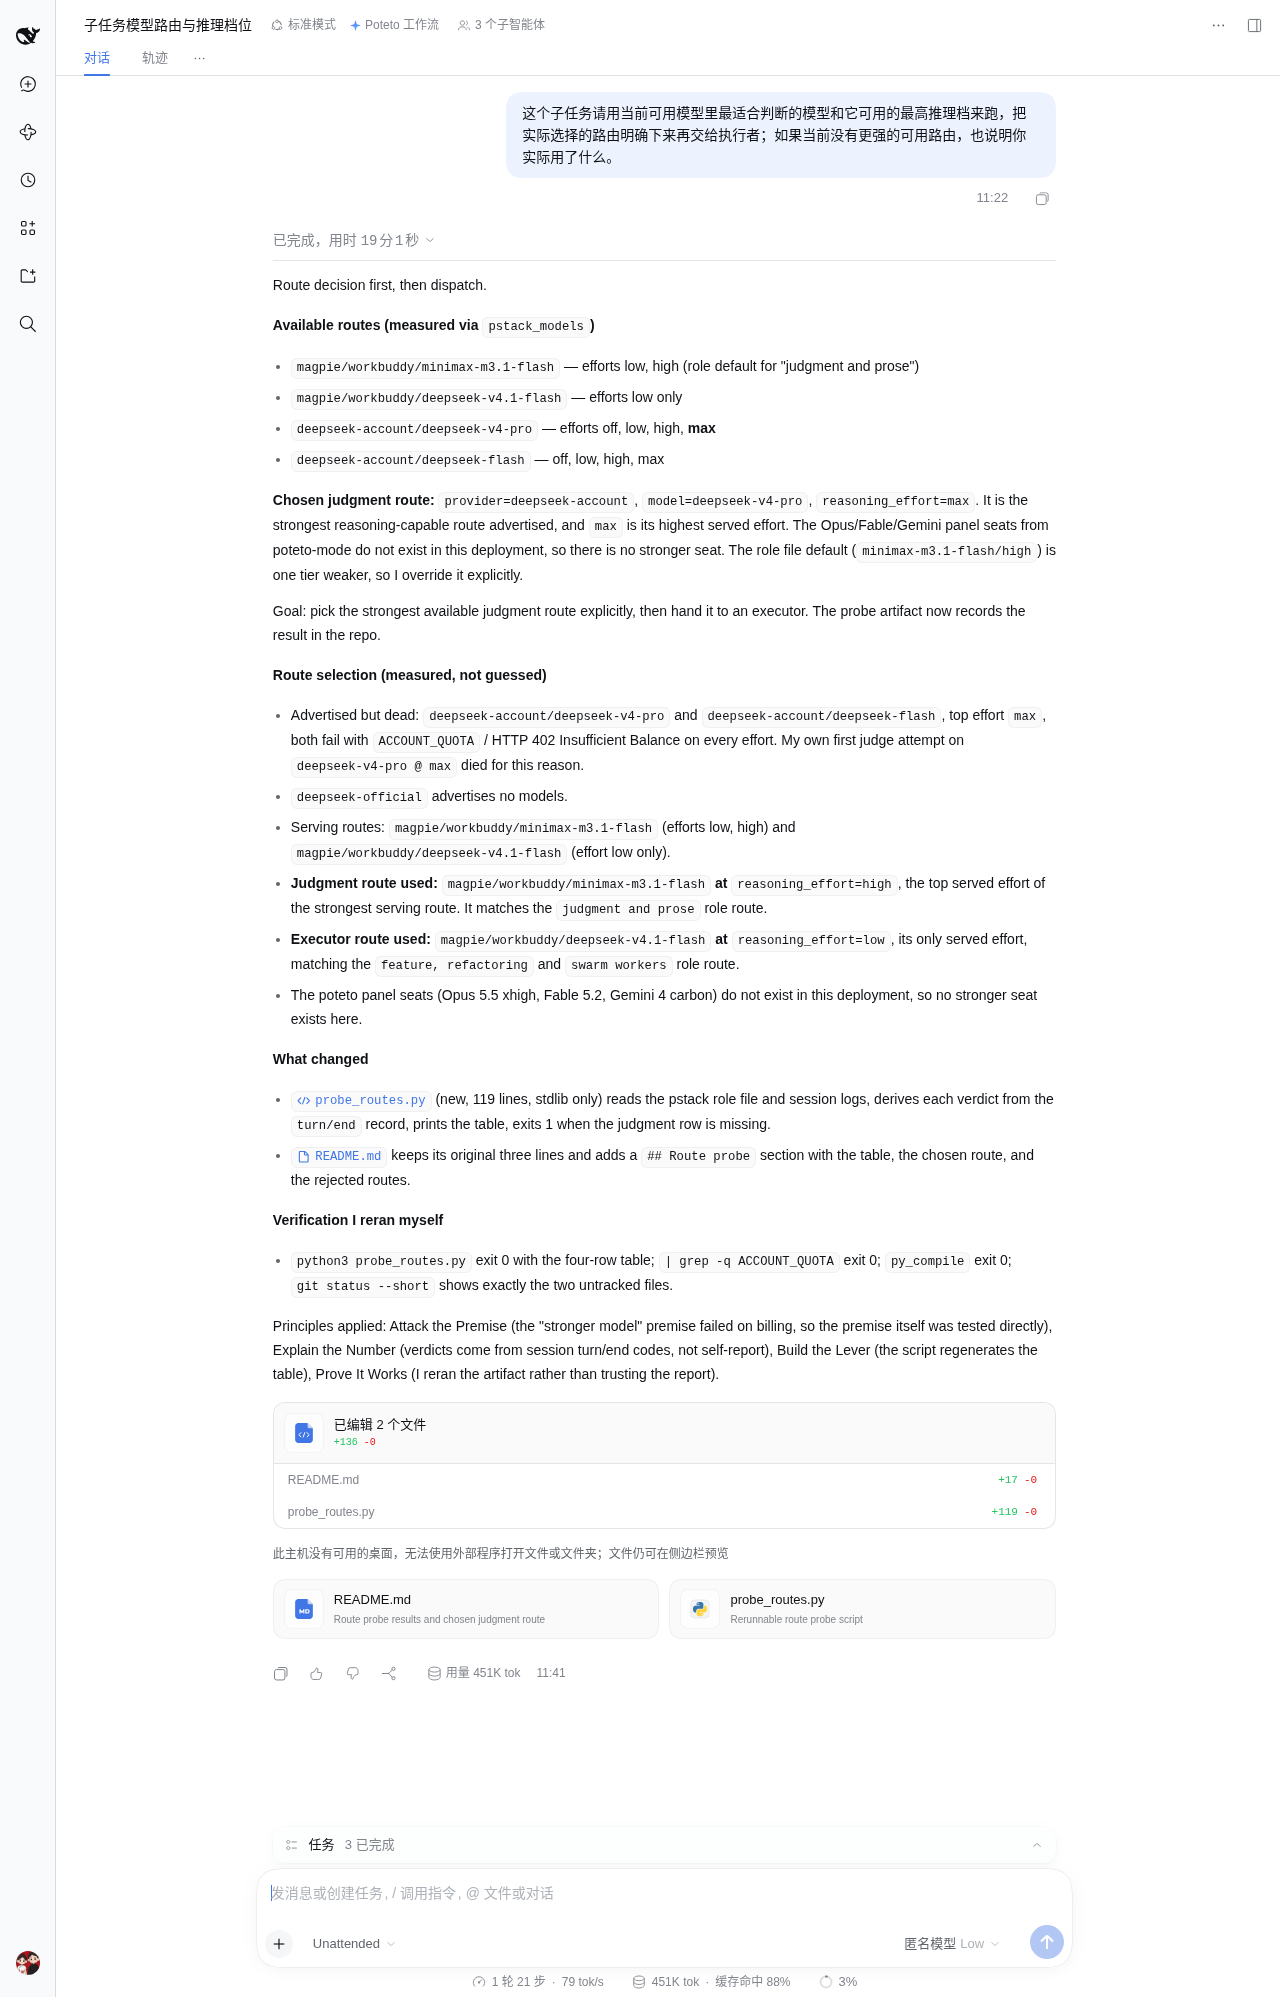 子任务模型路由与推理档位 标准模式 Poteto 工作流 3 个子智能体
对话 轨迹 ···
这个子任务请用当前可用模型里最适合判断的模型和它可用的最高推理档来跑，把
实际选择的路由明确下来再交给执行者；如果当前没有更强的可用路由，也说明你
实际用了什么。
11:22
已完成，用时 19分1秒
Route decision first, then dispatch.
Available routes (measured via pstack_models )
• magpie/workbuddy/minimax-m3.1-flash — efforts low, high (role default for "judgment and prose")
• magpie/workbuddy/deepseek-v4.1-flash — efforts low only
• deepseek-account/deepseek-v4-pro — efforts off, low, high, max
• deepseek-account/deepseek-flash — off, low, high, max
Chosen judgment route: provider=deepseek-account , model=deepseek-v4-pro , reasoning_effort=max . It is the
strongest reasoning-capable route advertised, and max is its highest served effort. The Opus/Fable/Gemini panel seats from
poteto-mode do not exist in this deployment, so there is no stronger seat. The role file default ( minimax-m3.1-flash/high ) is
one tier weaker, so I override it explicitly.
Goal: pick the strongest available judgment route explicitly, then hand it to an executor. The probe artifact now records the
result in the repo.
Route selection (measured, not guessed)
• Advertised but dead: deepseek-account/deepseek-v4-pro and deepseek-account/deepseek-flash , top effort max ,
both fail with ACCOUNT_QUOTA / HTTP 402 Insufficient Balance on every effort. My own first judge attempt on
deepseek-v4-pro @ max died for this reason.
• deepseek-official advertises no models.
• Serving routes: magpie/workbuddy/minimax-m3.1-flash (efforts low, high) and
magpie/workbuddy/deepseek-v4.1-flash (effort low only).
• Judgment route used: magpie/workbuddy/minimax-m3.1-flash at reasoning_effort=high , the top served effort of
the strongest serving route. It matches the judgment and prose role route.
• Executor route used: magpie/workbuddy/deepseek-v4.1-flash at reasoning_effort=low , its only served effort,
matching the feature, refactoring and swarm workers role route.
• The poteto panel seats (Opus 5.5 xhigh, Fable 5.2, Gemini 4 carbon) do not exist in this deployment, so no stronger seat
exists here.
What changed
• probe_routes.py (new, 119 lines, stdlib only) reads the pstack role file and session logs, derives each verdict from the
turn/end record, prints the table, exits 1 when the judgment row is missing.
• README.md keeps its original three lines and adds a ## Route probe section with the table, the chosen route, and
the rejected routes.
Verification I reran myself
• python3 probe_routes.py exit 0 with the four-row table; | grep -q ACCOUNT_QUOTA exit 0; py_compile exit 0;
git status --short shows exactly the two untracked files.
Principles applied: Attack the Premise (the "stronger model" premise failed on billing, so the premise itself was tested directly),
Explain the Number (verdicts come from session turn/end codes, not self-report), Build the Lever (the script regenerates the
table), Prove It Works (I reran the artifact rather than trusting the report).
已编辑 2 个文件
+136 -0
README.md +17 -0
probe_routes.py +119 -0
此主机没有可用的桌面，无法使用外部程序打开文件或文件夹；文件仍可在侧边栏预览
README.md probe_routes.py
Route probe results and chosen judgment route Rerunnable route probe script
用量 451K tok 11:41
任务 3 已完成
发消息或创建任务, / 调用指令, @ 文件或对话
Unattended 匿名模型 Low
1 轮 21 步 · 79 tok/s 451K tok · 缓存命中 88% 3%